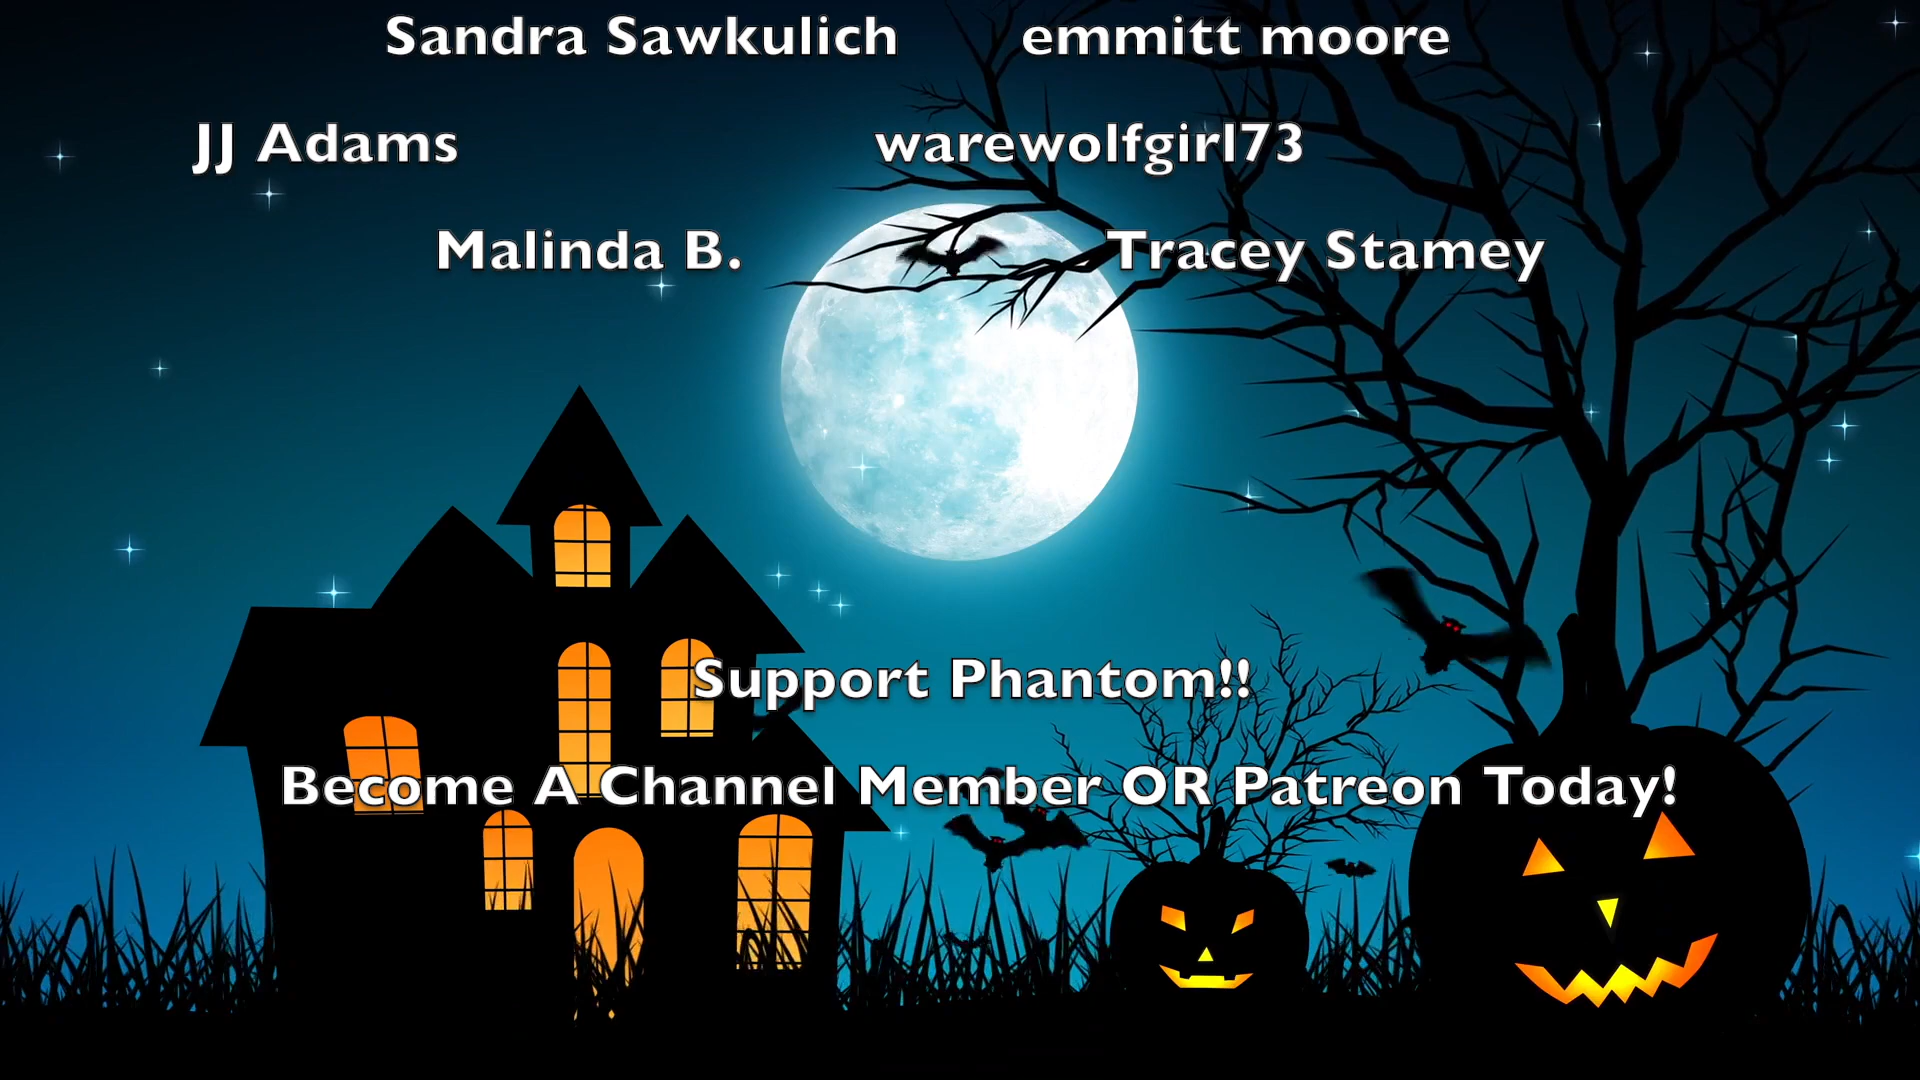 Sandra Sawkulich emmitt moore
JJ Adams warewolfgirl73
Malinda B. Tracey Stamey
Support Phantom!!
Become A Channel Member OR Patreon Today!